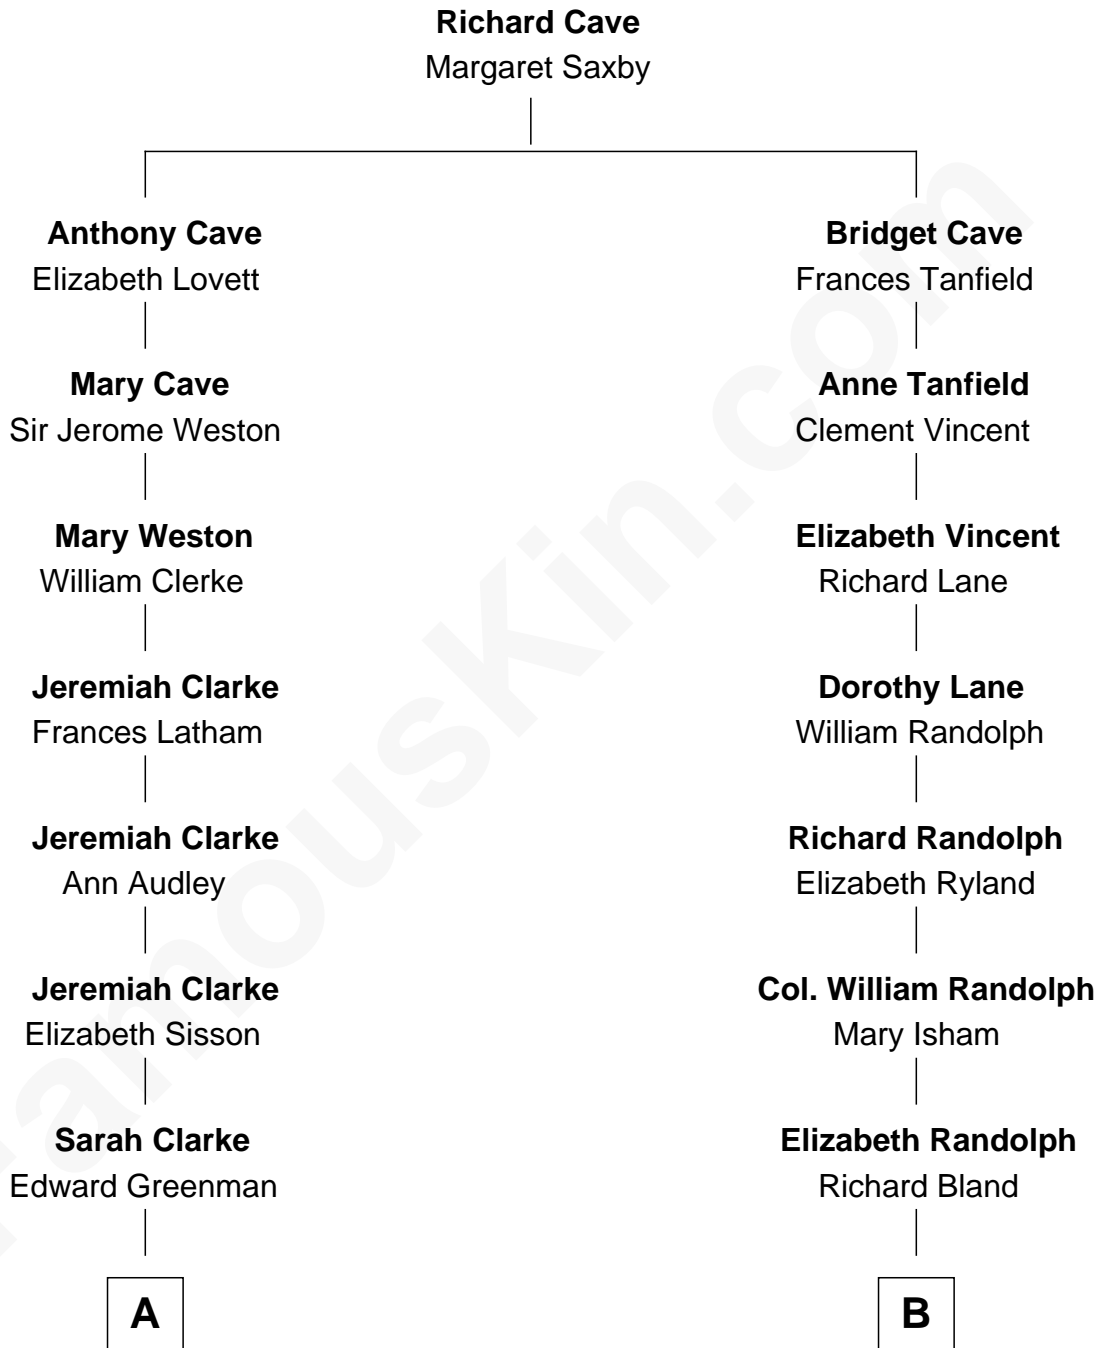 Richard Cave
Margaret Saxby
Anthony Cave
Elizabeth Lovett
Bridget Cave
Frances Tanfield
Mary Cave
Sir Jerome Weston
Anne Tanfield
Clement Vincent
Mary Weston
William Clerke
Elizabeth Vincent
Richard Lane
Jeremiah Clarke
Frances Latham
Dorothy Lane
William Randolph
Jeremiah Clarke
Ann Audley
Richard Randolph
Elizabeth Ryland
Jeremiah Clarke
Elizabeth Sisson
Col. William Randolph
Mary Isham
Sarah Clarke
Edward Greenman
Elizabeth Randolph
Richard Bland
A
B
FamousKin.com